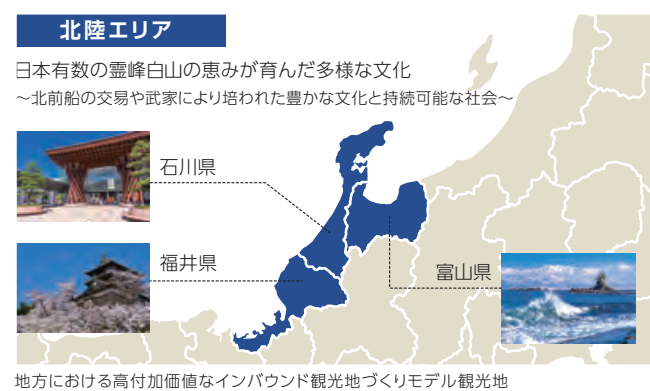 北陸エリア
日本有数の霊峰白山の恵みが育んだ多様な文化
〜北前船の交易や武家により培われた豊かな文化と持続可能な社会〜
石川県
福井県
富山県
地方における高付加価値なインバウンド観光地づくりモデル観光地